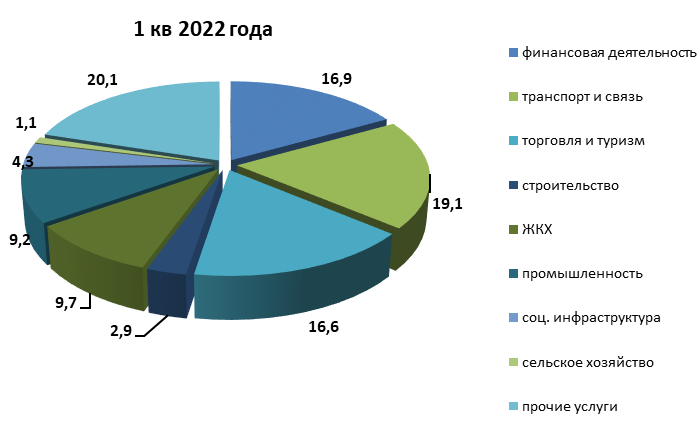 1 кв 2022 года
16,9
19,1
16,6
2,9
9,7
9,2
4,3
1,1
20,1
финансовая деятельность
транспорт и связь
торговля и туризм
строительство
ЖКХ
промышленность
соц. инфраструктура
сельское хозяйство
прочие услуги